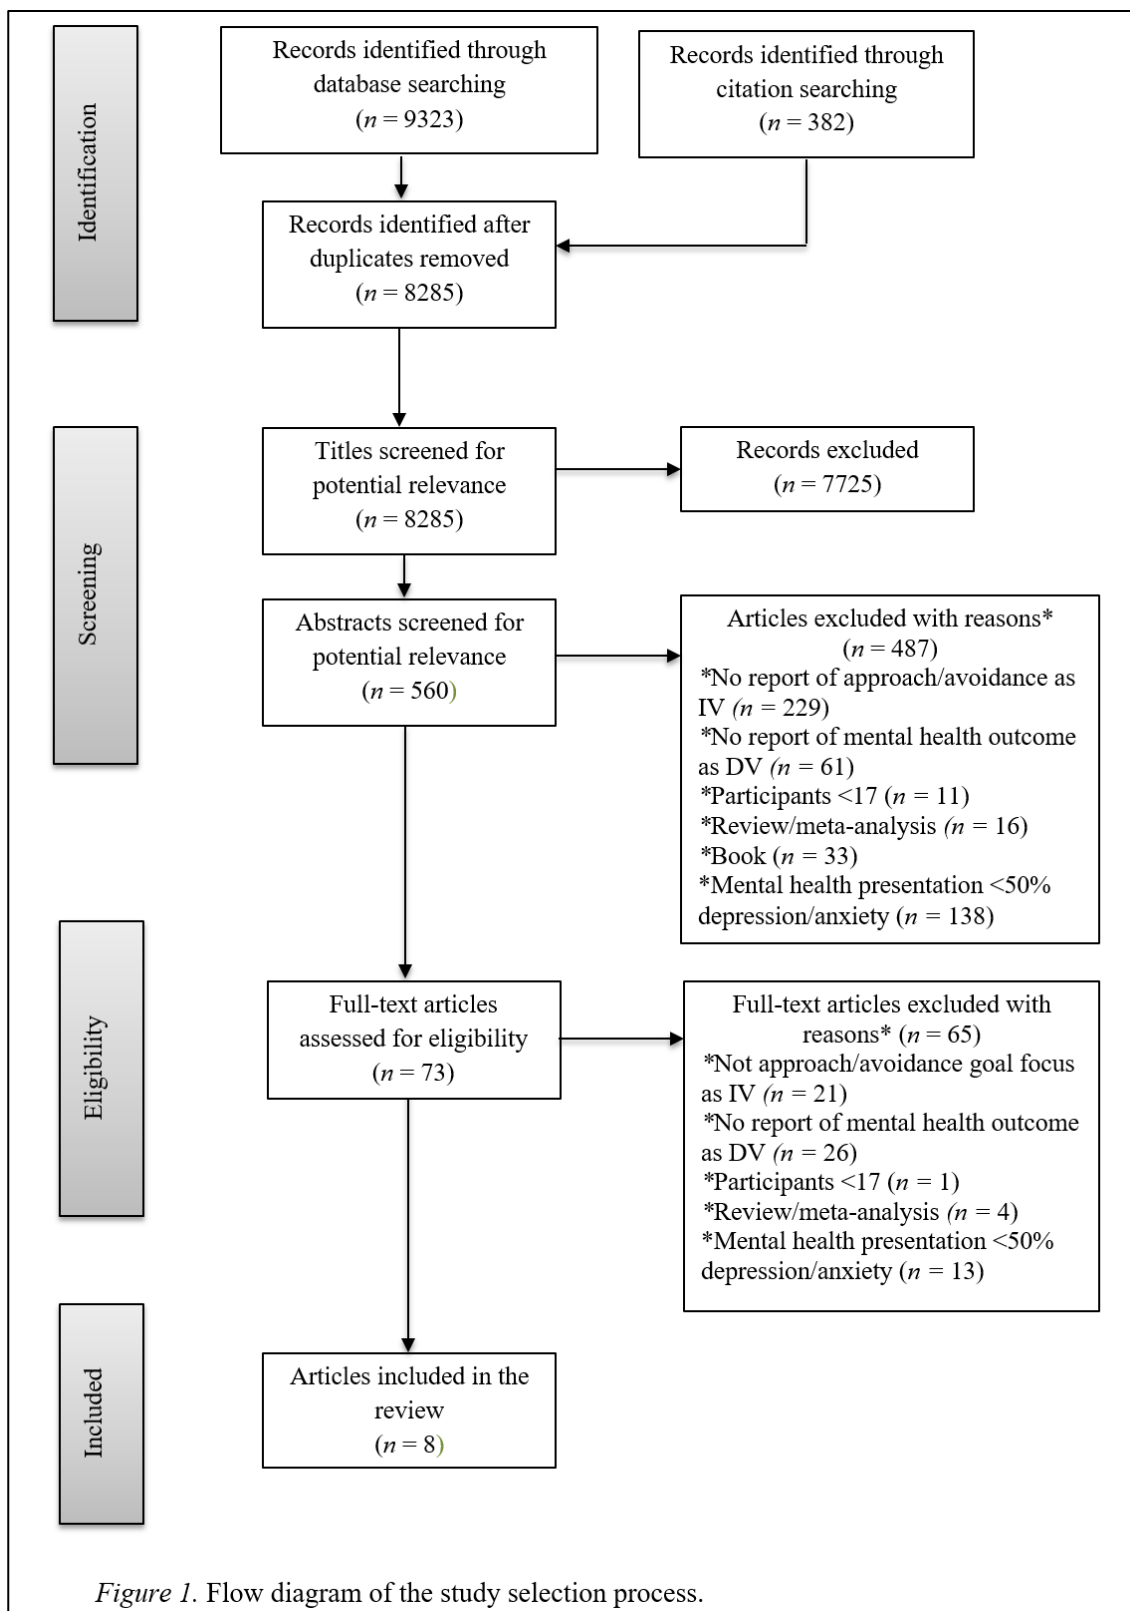 Identification
Records identified through
database searching
(n = 9323)
Records identified through
citation searching
(n = 382)
Records identified after
duplicates removed
(n = 8285)
Screening
Titles screened for
potential relevance
(n = 8285)
Records excluded
(n = 7725)
Abstracts screened for
potential relevance
(n = 560)
Articles excluded with reasons*
(n = 487)
*No report of approach/avoidance as
IV (n = 229)
*No report of mental health outcome
as DV (n = 61)
*Participants <17 (n = 11)
*Review/meta-analysis (n = 16)
*Book (n = 33)
*Mental health presentation <50%
depression/anxiety (n = 138)
Eligibility
Full-text articles
assessed for eligibility
(n = 73)
Full-text articles excluded with
reasons* (n = 65)
*Not approach/avoidance goal focus
as IV (n = 21)
*No report of mental health outcome
as DV (n = 26)
*Participants <17 (n = 1)
*Review/meta-analysis (n = 4)
*Mental health presentation <50%
depression/anxiety (n = 13)
Included
Articles included in the
review
(n = 8)
Figure 1. Flow diagram of the study selection process.